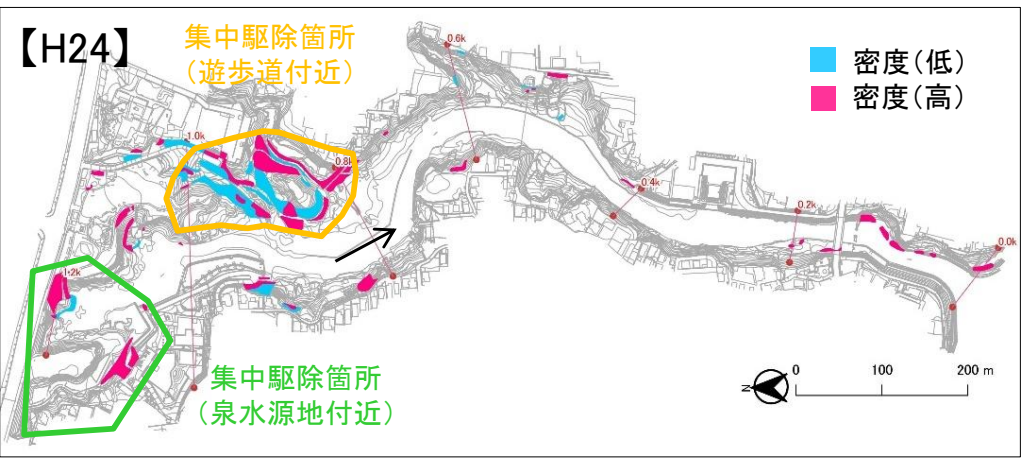 【H24】
集中駆除箇所
（遊歩道付近）
密度（低）
密度（高）
0.6k
1.0k
0.8k
0.4k
0.2k
0.0k
1.2k
集中駆除箇所
（泉水源地付近）
N
0 100 200 m